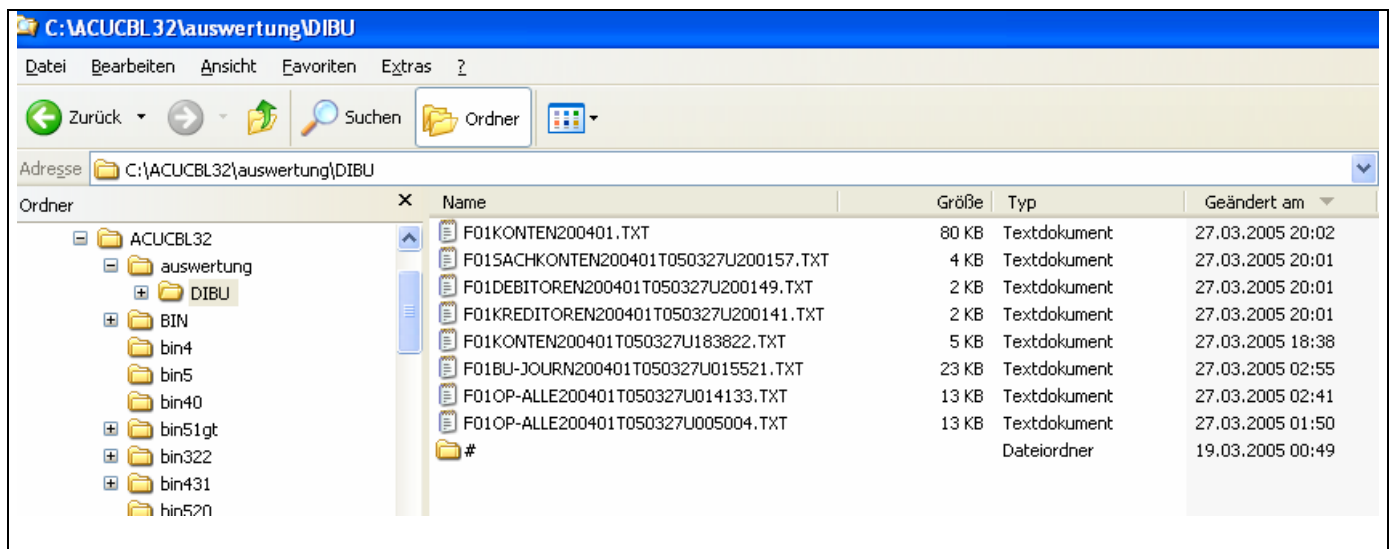 C:\ACUCBL32\auswertung\DIBU
Datei Bearbeiten Ansicht Favoriten Extras ?
Zurück Suchen Ordner
Adresse C:\ACUCBL32\auswertung\DIBU
Ordner X Name Größe Typ Geändert am
ACUCBL32
auswertung
DIBU
BIN
bin4
bin5
bin40
bin51gt
bin322
bin431
bin520
F01KONTEN200401.TXT 80 KB Textdokument 27.03.2005 20:02
F01SACHKONTEN200401T050327U200157.TXT 4 KB Textdokument 27.03.2005 20:01
F01DEBITOREN200401T050327U200149.TXT 2 KB Textdokument 27.03.2005 20:01
F01KREDITOREN200401T050327U200141.TXT 2 KB Textdokument 27.03.2005 20:01
F01KONTEN200401T050327U183822.TXT 5 KB Textdokument 27.03.2005 18:38
F01BU-JOURN200401T050327U015521.TXT 23 KB Textdokument 27.03.2005 02:55
F01OP-ALLE200401T050327U014133.TXT 13 KB Textdokument 27.03.2005 02:41
F01OP-ALLE200401T050327U005004.TXT 13 KB Textdokument 27.03.2005 01:50
# Dateiordner 19.03.2005 00:49